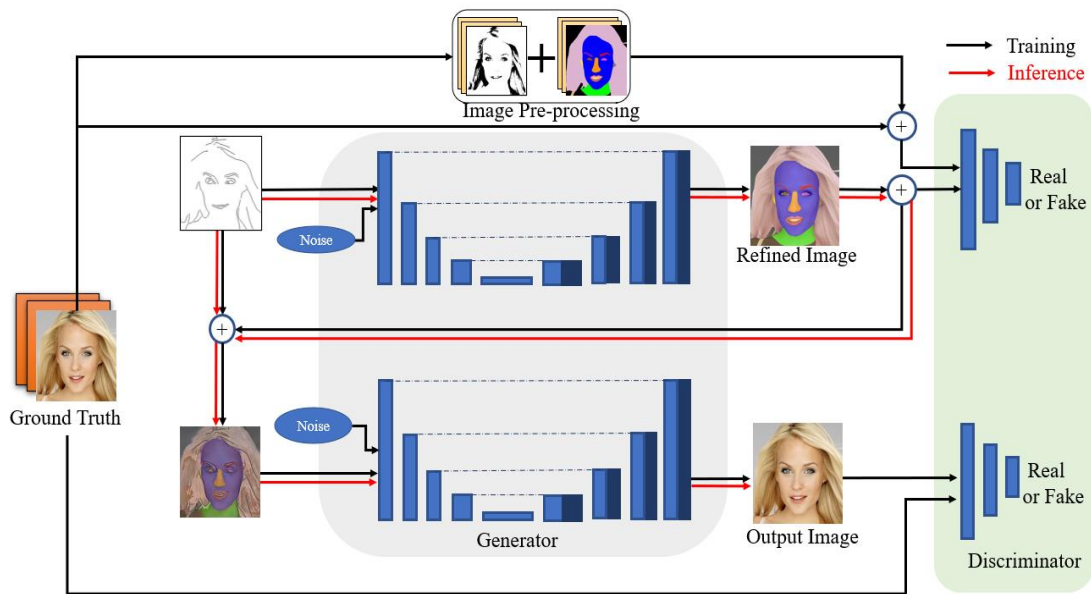 Training
Inference
Image Pre-processing
+
+
+
Real
or Fake
Noise
Refined Image
+
Ground Truth
Noise
Real
or Fake
Generator
Output Image
Discriminator